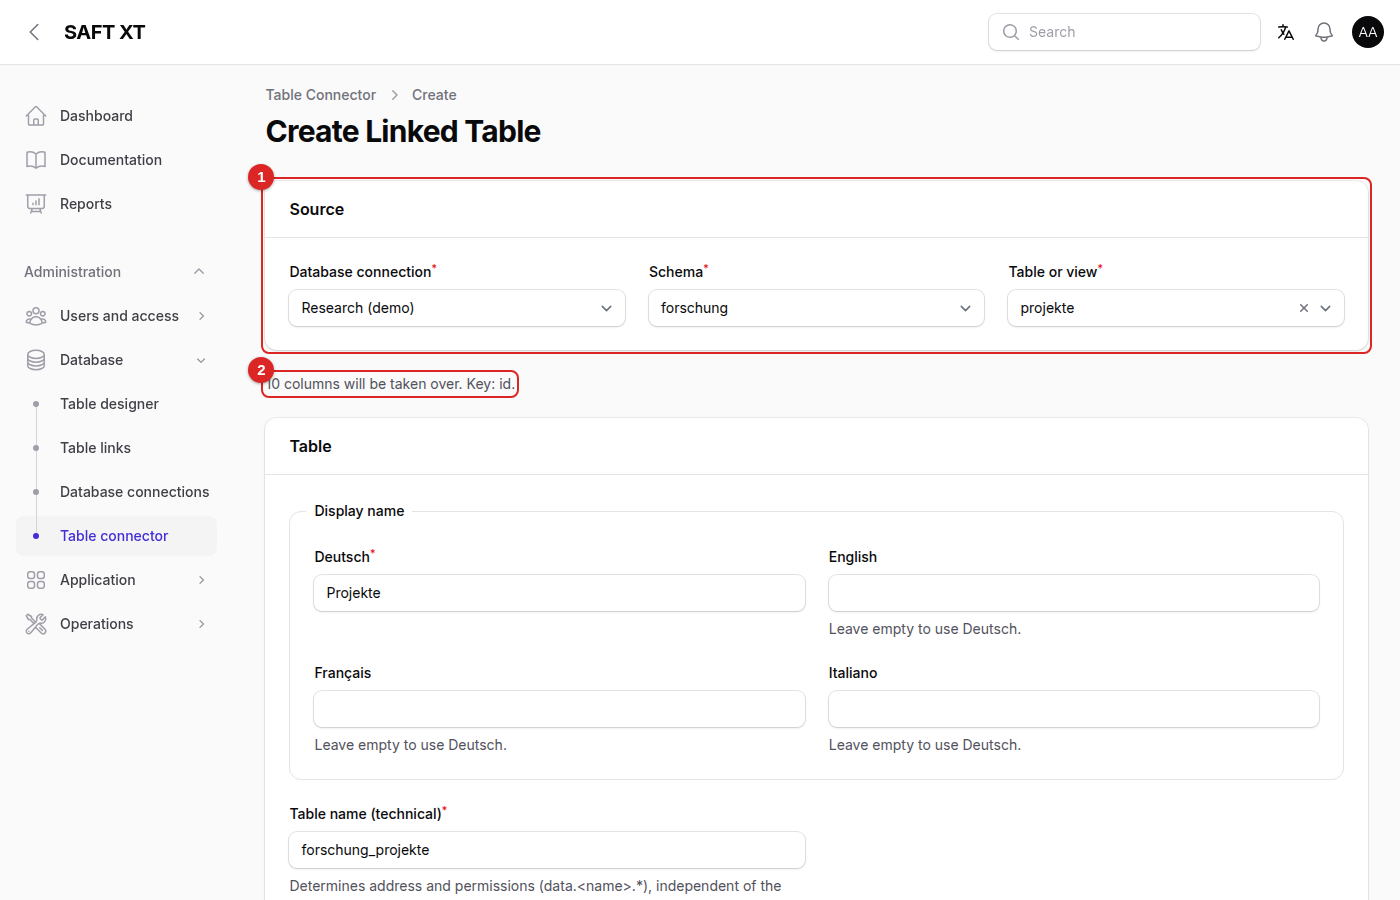 SAFT XT
Search
AA
Dashboard
Documentation
Reports
Administration
Users and access
Database
Table designer
Table links
Database connections
Table connector
Application
Operations
Table Connector
Create
Create Linked Table
1
Source
Database connection*
Schema*
Table or view*
Research (demo)
forschung
projekte
2
10 columns will be taken over. Key: id.
Table
Display name
Deutsch*
English
Projekte
Leave empty to use Deutsch.
Français
Italiano
Leave empty to use Deutsch.
Leave empty to use Deutsch.
Table name (technical)*
forschung_projekte
Determines address and permissions (data.<name>.*), independent of the